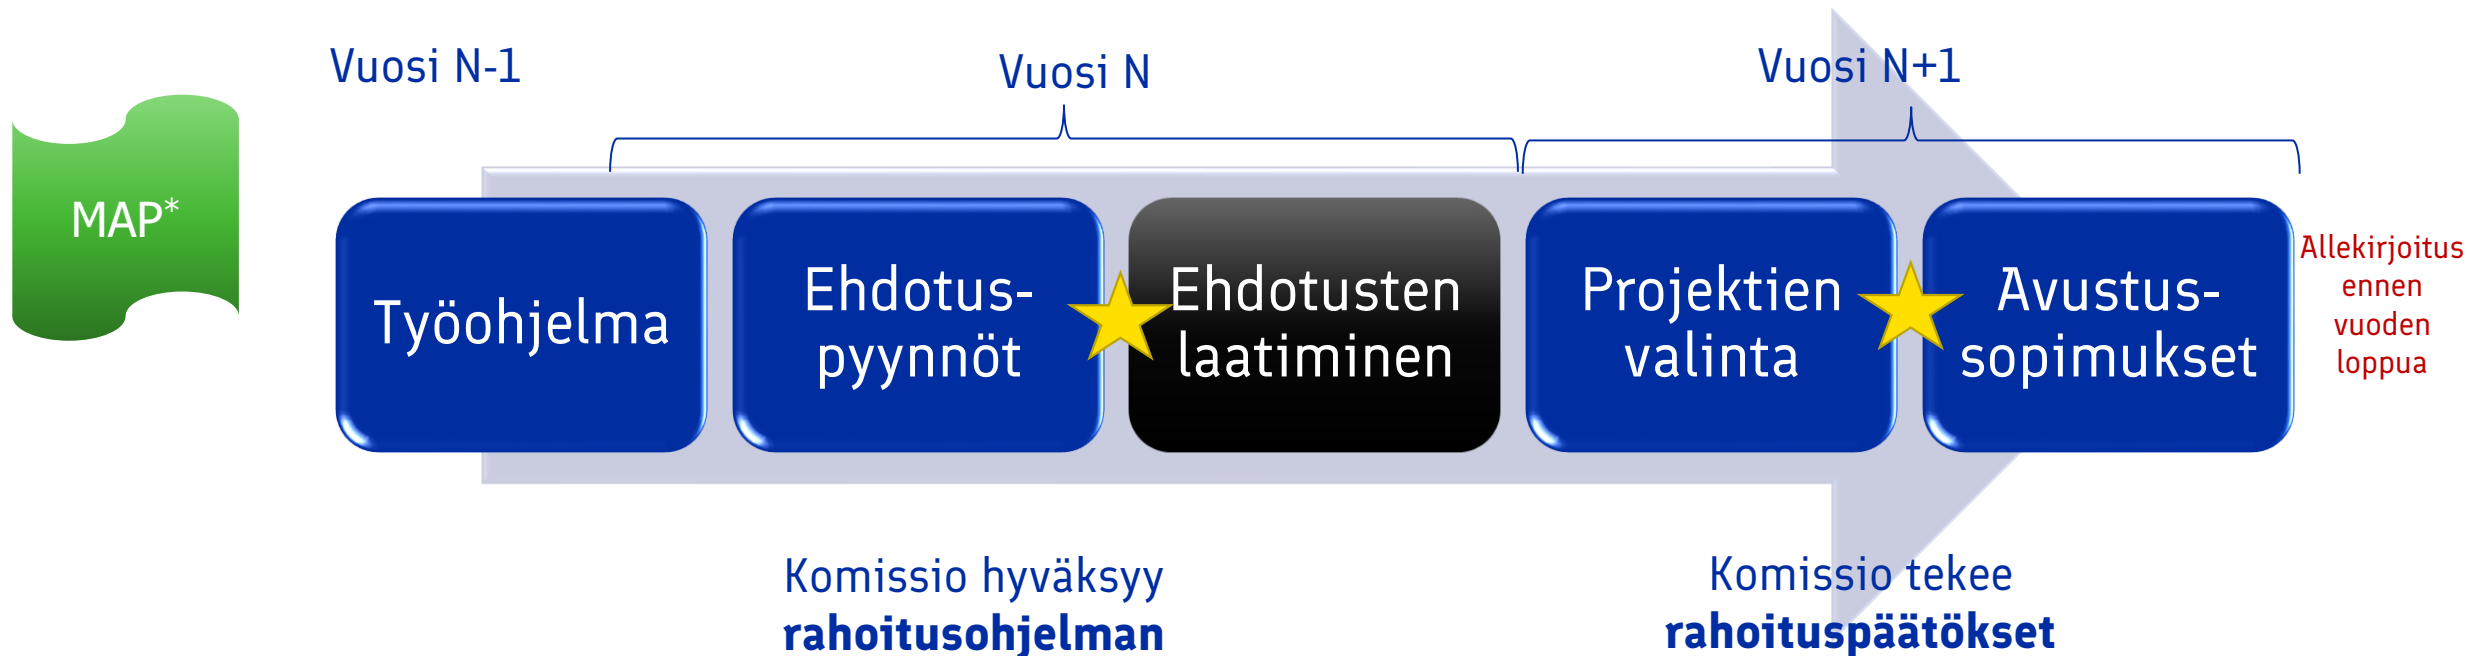 Vuosi N-1
Vuosi N
Vuosi N+1
MAP*
Työohjelma
Ehdotus-
pyynnöt
Ehdotusten
laatiminen
Projektien
valinta
Avustus-
sopimukset
Allekirjoitus
ennen
vuoden
loppua
Komissio hyväksyy
rahoitusohjelman
Komissio tekee
rahoituspäätökset